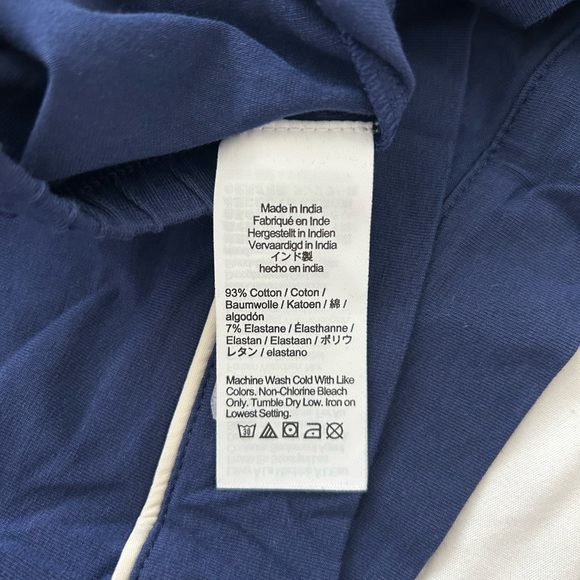 Made in India
Fabriqué en Inde
Hergestellt in Indien
Vervaardigd in India
インド製
hecho en india
93% Cotton / Coton /
Baumwolle / Katoen / 綿 /
algodón
7% Elastane / Élasthanne /
Elastan / Elastaan / ポリウ
レタン / elastano
Machine Wash Cold With Like
Colors. Non-Chlorine Bleach
Only. Tumble Dry Low. Iron on
Lowest Setting.
30